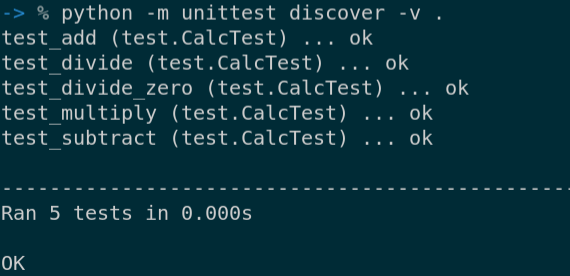 -> % python -m unittest discover -v .
test_add (test.CalcTest) ... ok
test_divide (test.CalcTest) ... ok
test_divide_zero (test.CalcTest) ... ok
test_multiply (test.CalcTest) ... ok
test_subtract (test.CalcTest) ... ok
-----------------------------------------------
Ran 5 tests in 0.000s
OK